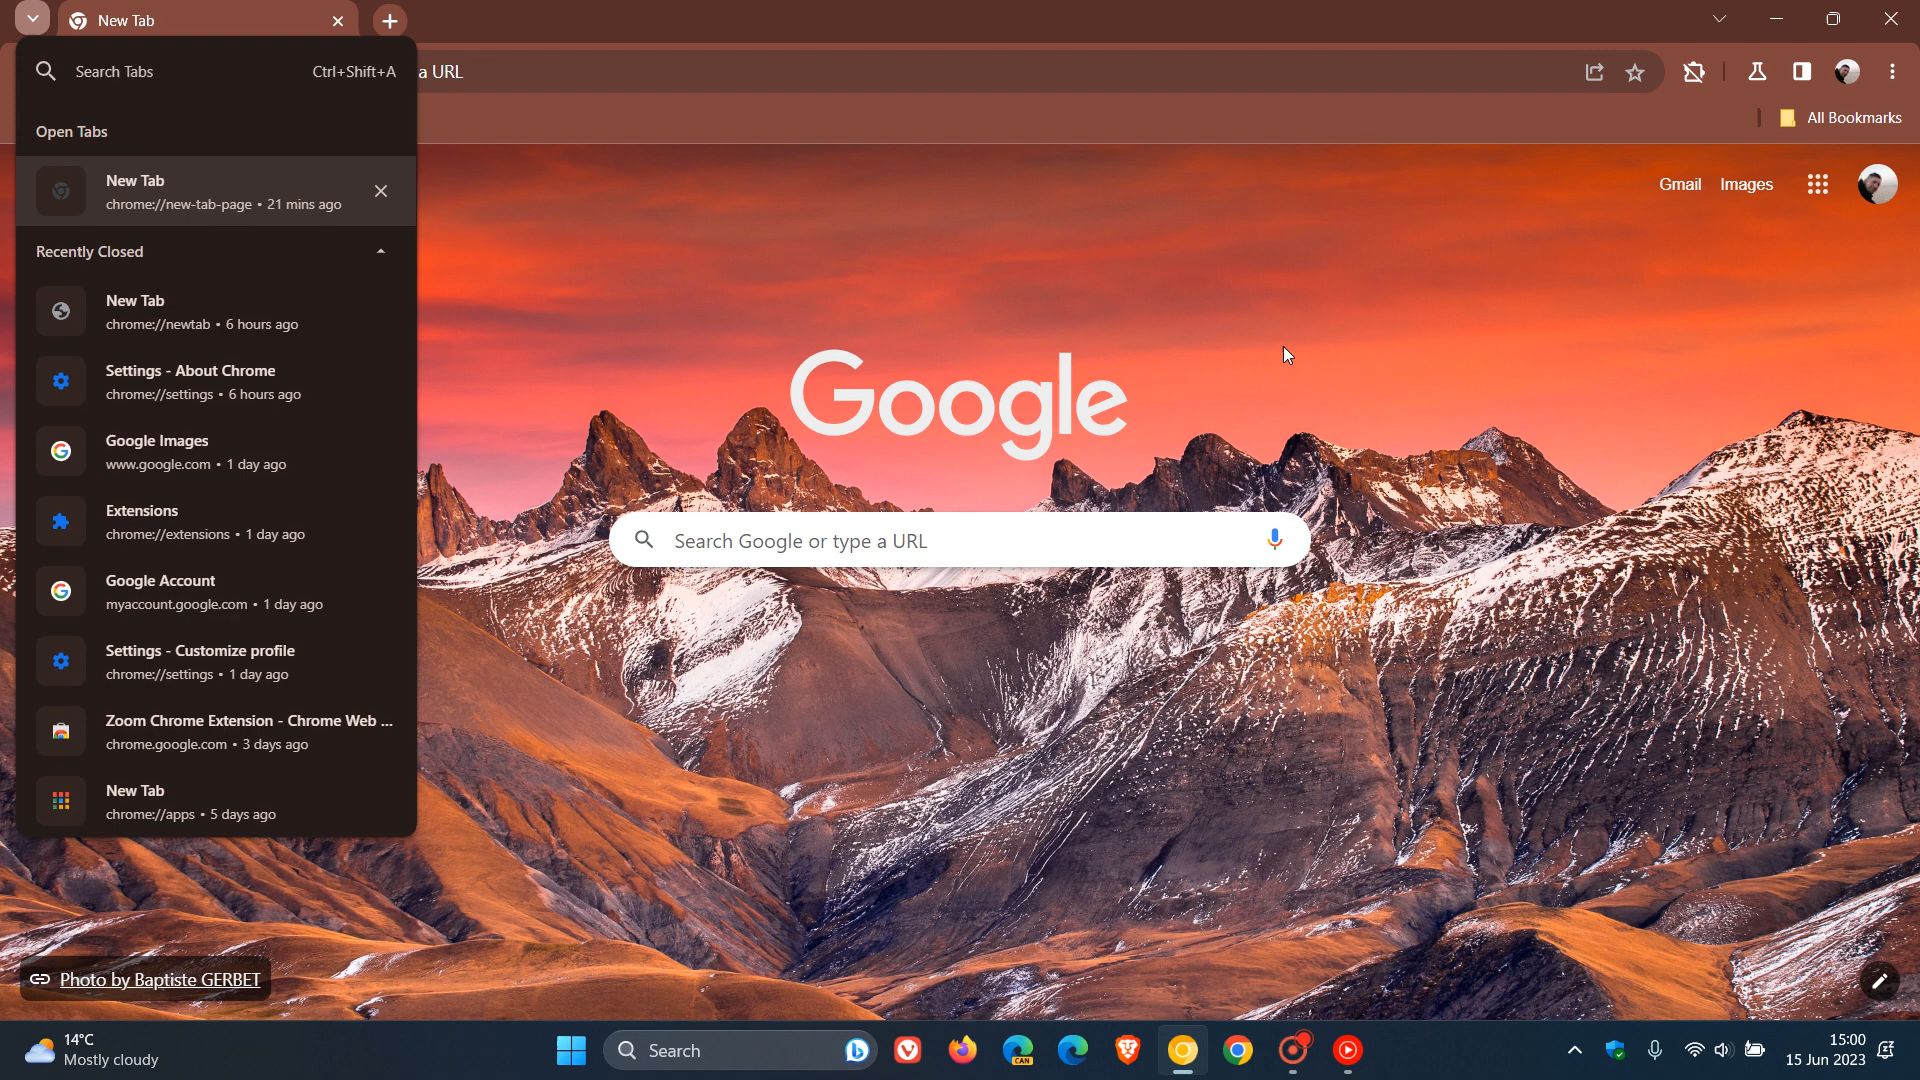 New Tab
Search Tabs
Ctrl+Shift+A
a URL
All Bookmarks
Open Tabs
New Tab
chrome://new-tab-page • 21 mins ago
Gmail
Images
Recently Closed
New Tab
chrome://newtab • 6 hours ago
Settings - About Chrome
chrome://settings • 6 hours ago
Google Images
www.google.com • 1 day ago
Extensions
chrome://extensions • 1 day ago
Google Account
myaccount.google.com • 1 day ago
Settings - Customize profile
chrome://settings • 1 day ago
Zoom Chrome Extension - Chrome Web ...
chrome.google.com • 3 days ago
New Tab
chrome://apps • 5 days ago
Google
Search Google or type a URL
Photo by Baptiste GERBET
14°C
Mostly cloudy
Search
CAN
15:00
15 Jun 2023